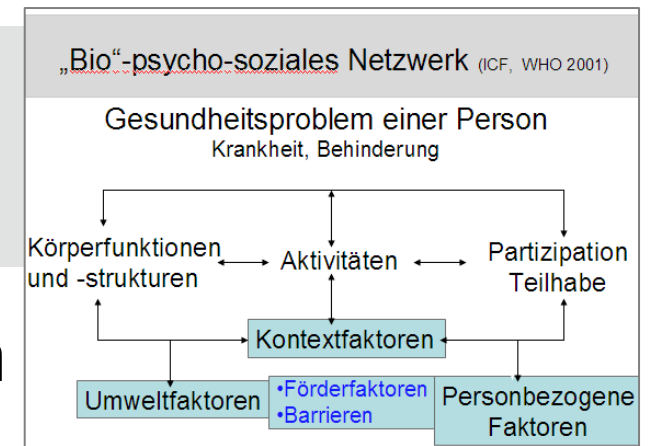 „Bio“-psycho-soziales Netzwerk (ICF, WHO 2001)
Gesundheitsproblem einer Person
Krankheit, Behinderung
Körperfunktionen
und -strukturen
Aktivitäten
Partizipation
Teilhabe
Kontextfaktoren
Umweltfaktoren
•Förderfaktoren
•Barrieren
Personbezogene
Faktoren